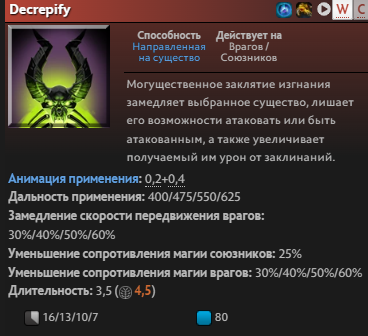 Decrepify
W C
Способность
Направленная
на существо
Действует на
Врагов /
Союзников
Могущественное заклятие изгнания
замедляет выбранное существо, лишает
его возможности атаковать или быть
атакованным, а также увеличивает
получаемый им урон от заклинаний.
Анимация применения: 0,2+0,4
Дальность применения: 400/475/550/625
Замедление скорости передвижения врагов:
30%/40%/50%/60%
Уменьшение сопротивления магии союзников: 25%
Уменьшение сопротивления магии врагов: 30%/40%/50%/60%
Длительность: 3,5 (4,5)
16/13/10/7 80